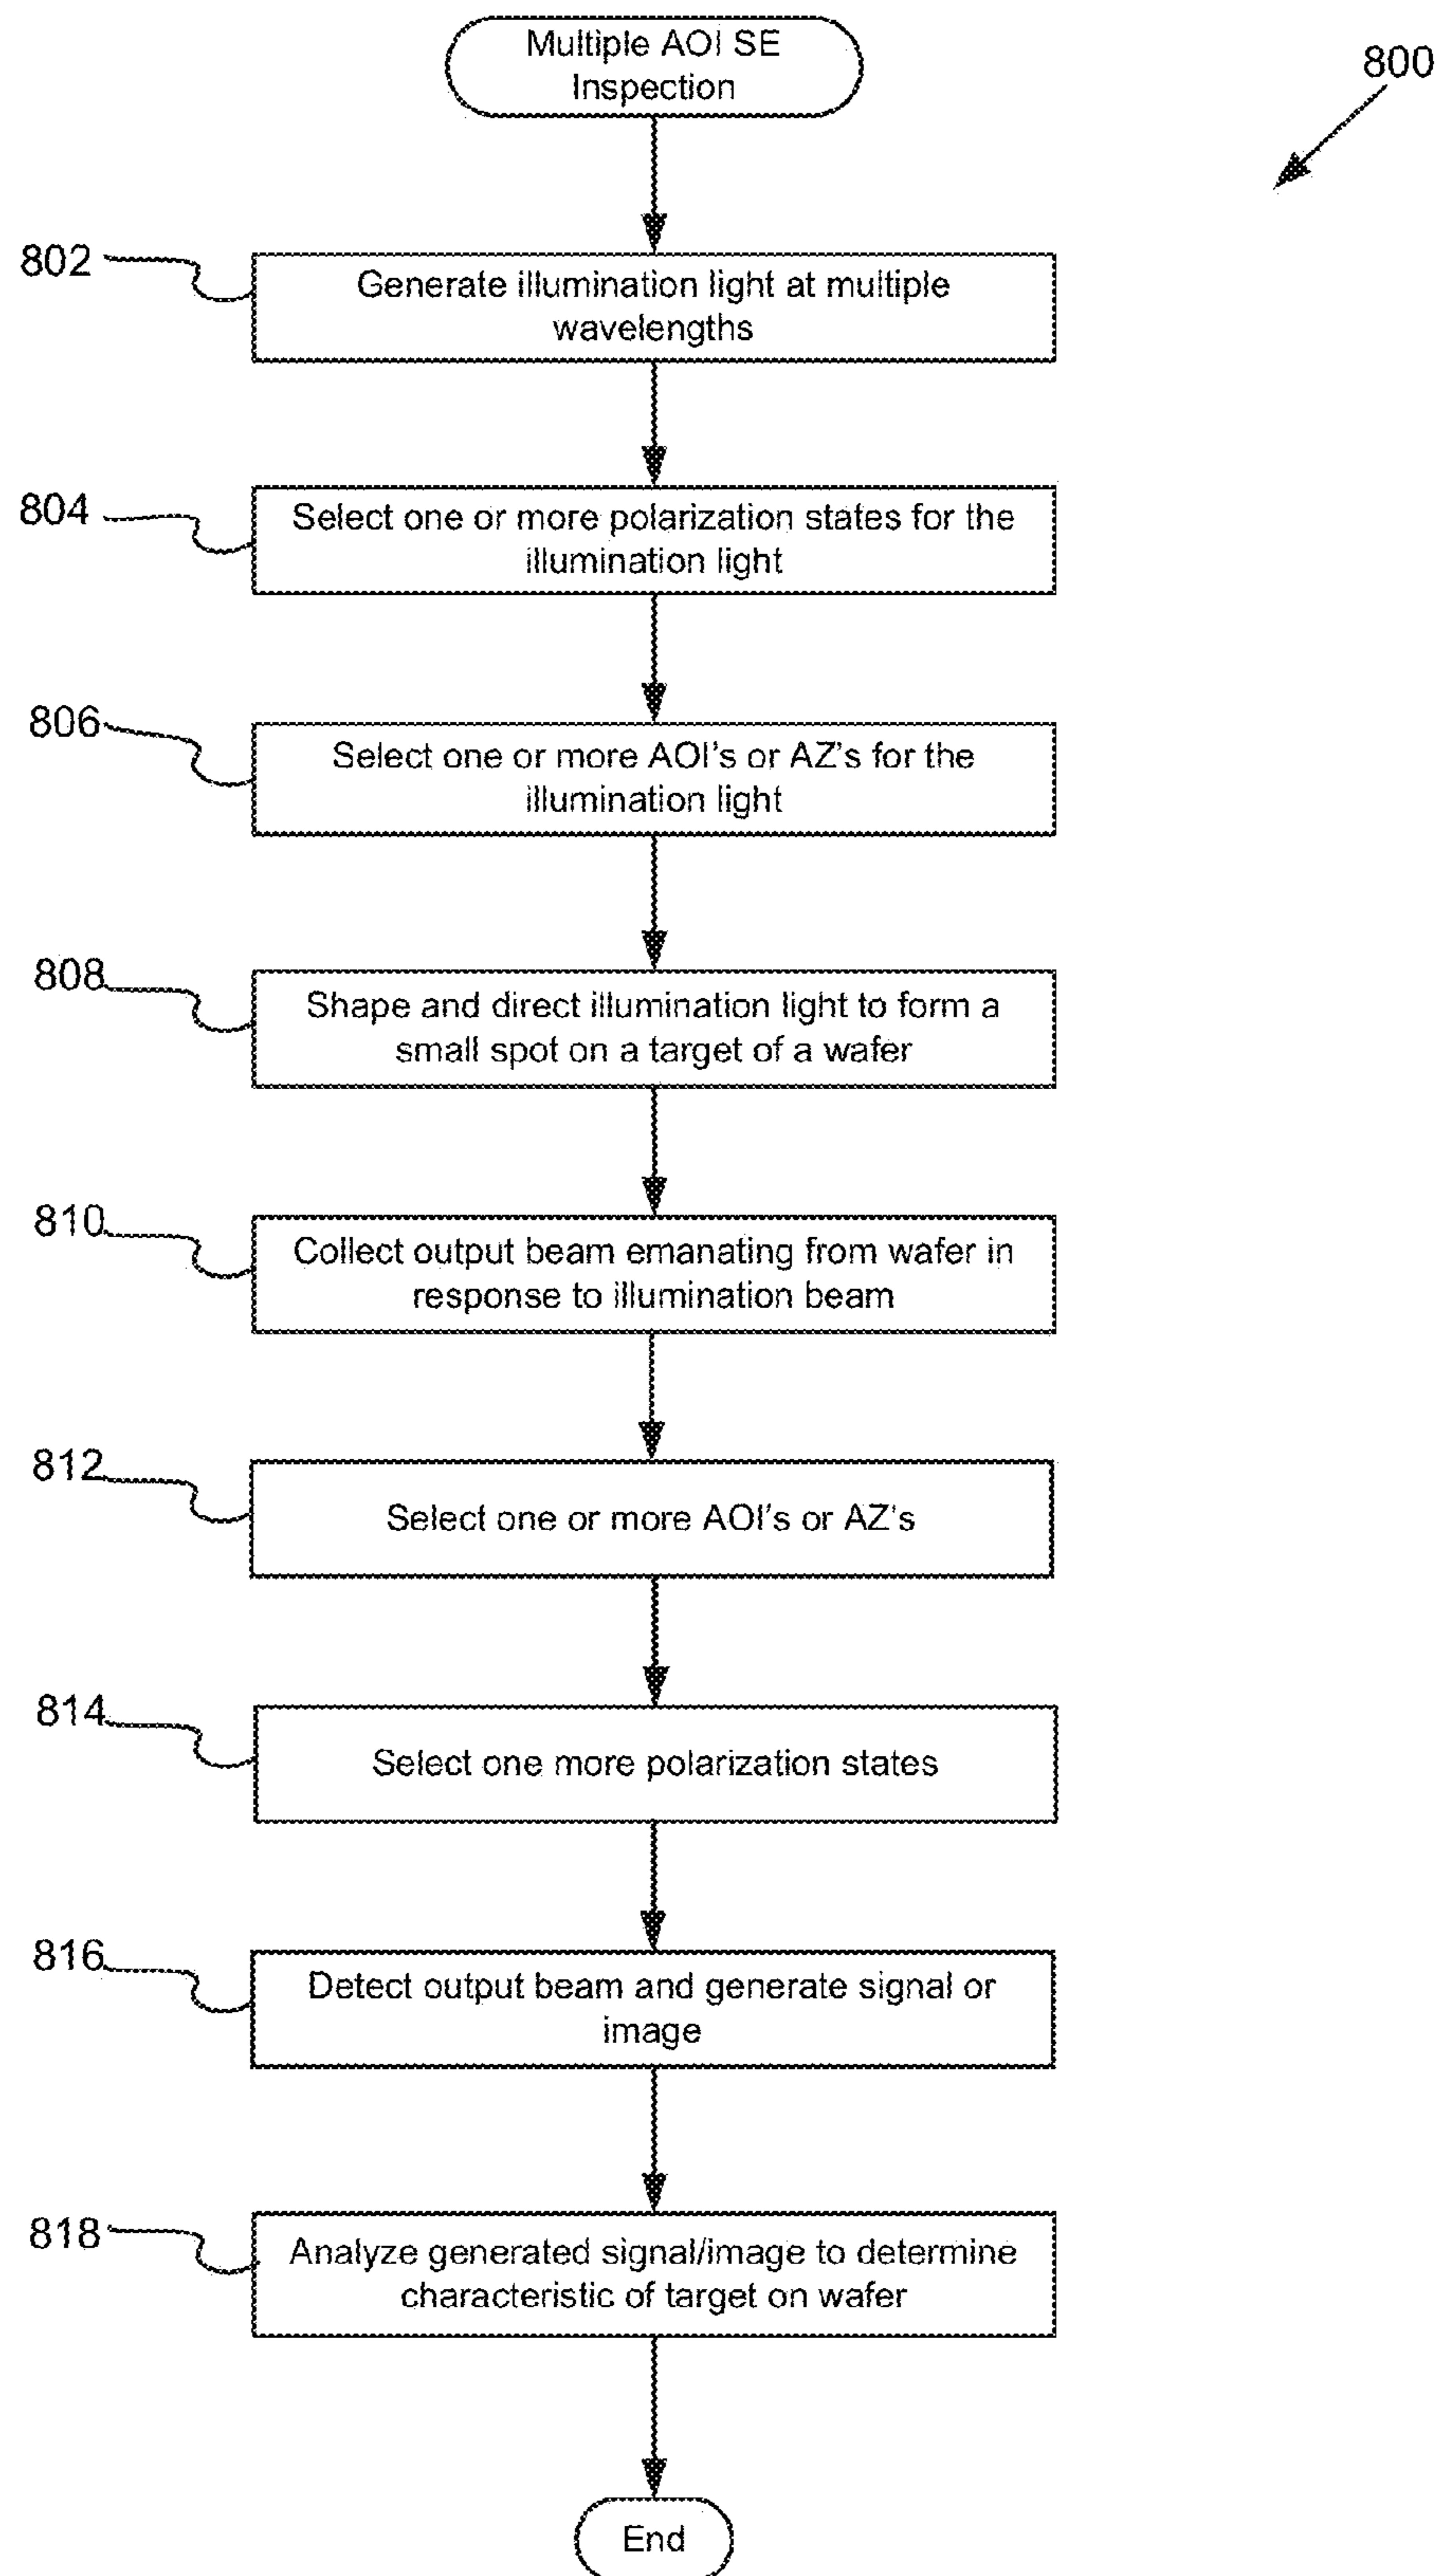 Multiple AOI SE
Inspection
800
802
Generate illumination light at multiple
wavelengths
804
Select one or more polarization states for the
illumination light
806
Select one or more AOI's or AZ's for the
illumination light
808
Shape and direct illumination light to form a
small spot on a target of a wafer
810
Collect output beam emanating from wafer in
response to illumination beam
812
Select one or more AOI's or AZ's
814
Select one more polarization states
816
Detect output beam and generate signal or
image
818
Analyze generated signal/image to determine
characteristic of target on wafer
End